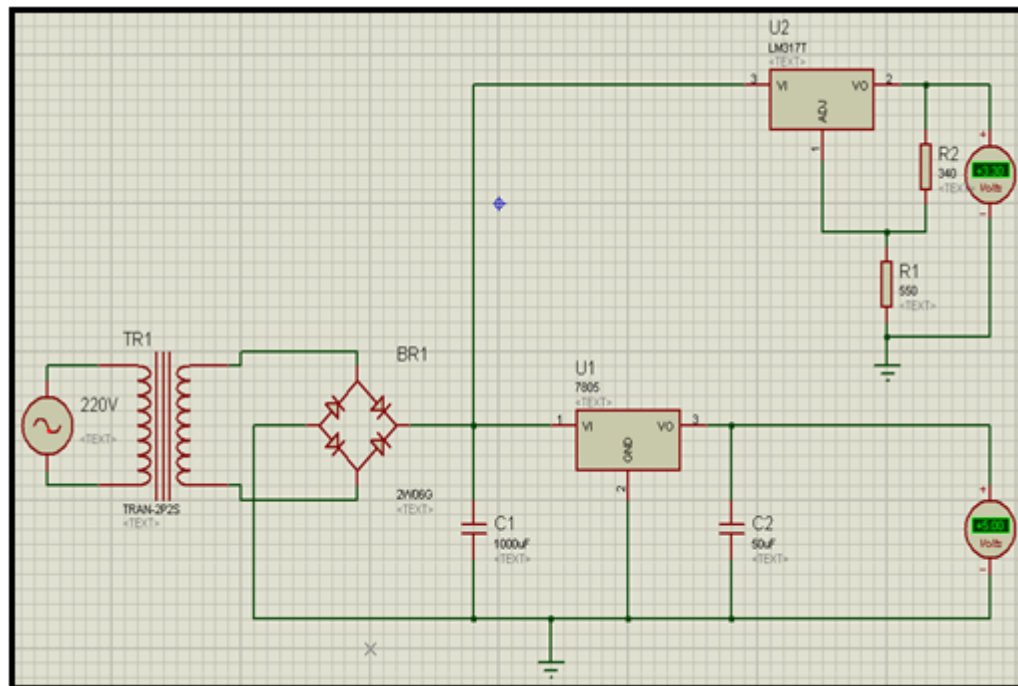 U2
LM317T
<TEXT>
3
VI
VO
2
ADJ
1
R2
340
<TEXT>
+3.30
Volts
R1
550
<TEXT>
TR1
BR1
220V
<TEXT>
TRAN-2P2S
<TEXT>
2W06G
<TEXT>
U1
7805
<TEXT>
1
VI
VO
3
GND
2
C1
1000uF
<TEXT>
C2
50uF
<TEXT>
+5.00
Volts